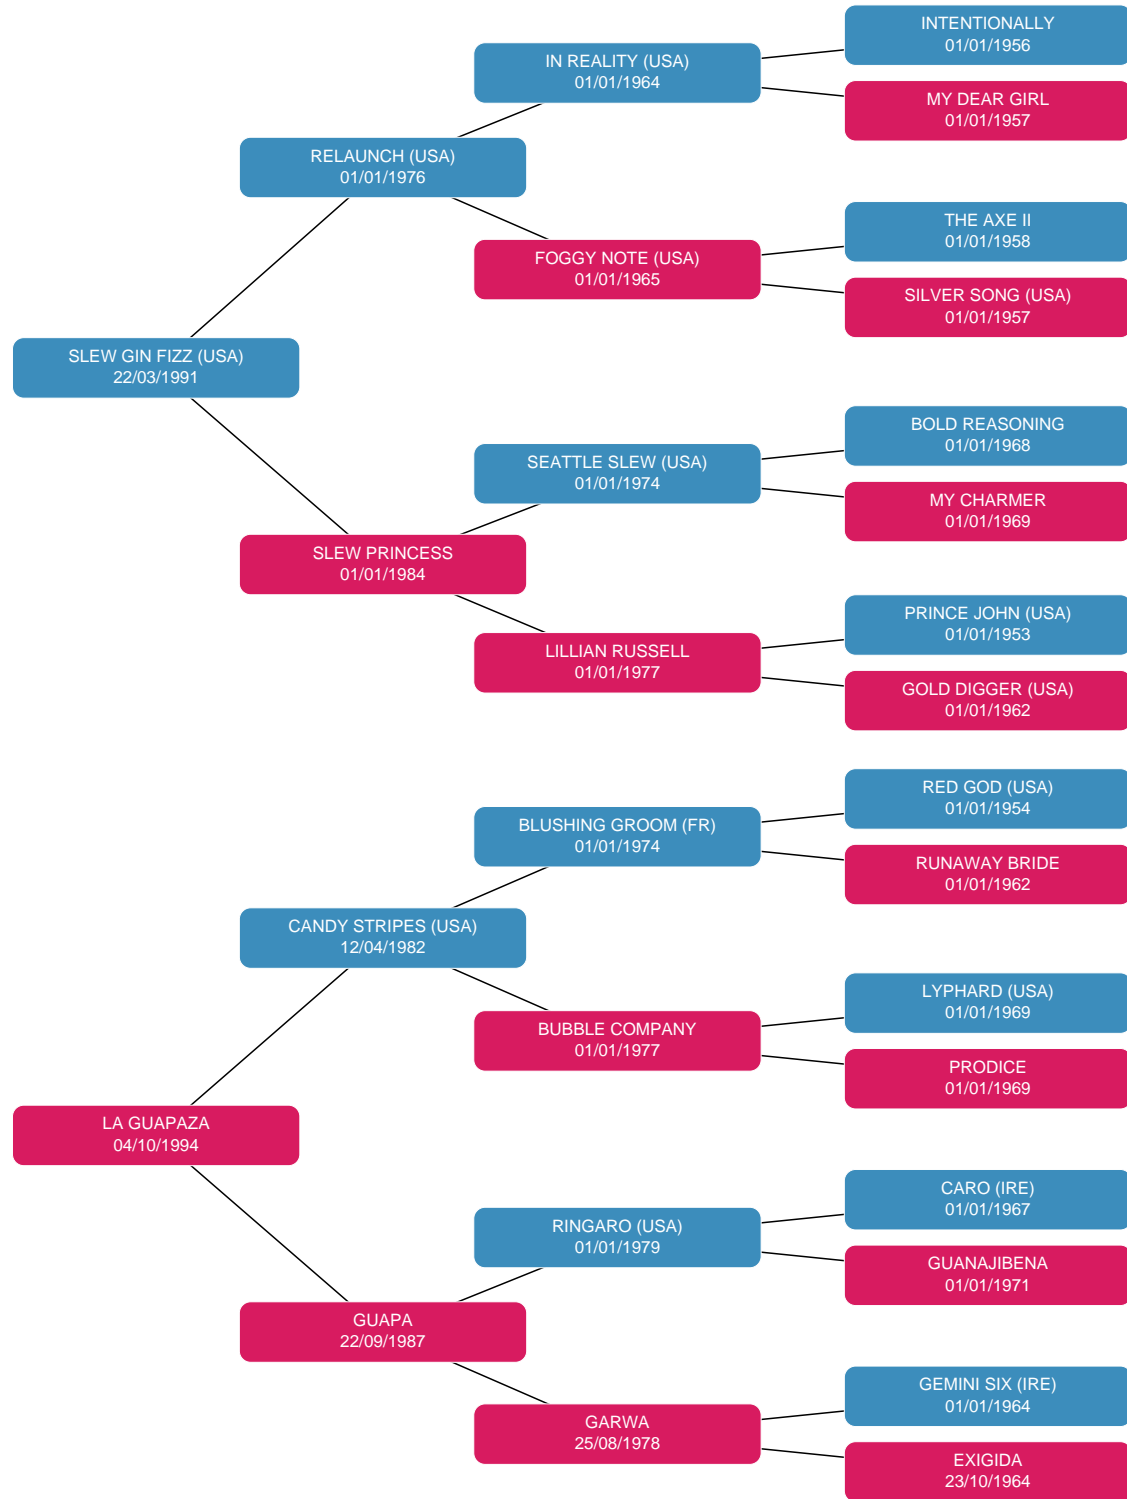 INTENTIONALLY
01/01/1956
IN REALITY (USA)
01/01/1964
MY DEAR GIRL
01/01/1957
RELAUNCH (USA)
01/01/1976
THE AXE II
01/01/1958
FOGGY NOTE (USA)
01/01/1965
SILVER SONG (USA)
01/01/1957
SLEW GIN FIZZ (USA)
22/03/1991
BOLD REASONING
01/01/1968
SEATTLE SLEW (USA)
01/01/1974
MY CHARMER
01/01/1969
SLEW PRINCESS
01/01/1984
PRINCE JOHN (USA)
01/01/1953
LILLIAN RUSSELL
01/01/1977
GOLD DIGGER (USA)
01/01/1962
RED GOD (USA)
01/01/1954
BLUSHING GROOM (FR)
01/01/1974
RUNAWAY BRIDE
01/01/1962
CANDY STRIPES (USA)
12/04/1982
LYPHARD (USA)
01/01/1969
BUBBLE COMPANY
01/01/1977
PRODICE
01/01/1969
LA GUAPAZA
04/10/1994
CARO (IRE)
01/01/1967
RINGARO (USA)
01/01/1979
GUANAJIBENA
01/01/1971
GUAPA
22/09/1987
GEMINI SIX (IRE)
01/01/1964
GARWA
25/08/1978
EXIGIDA
23/10/1964